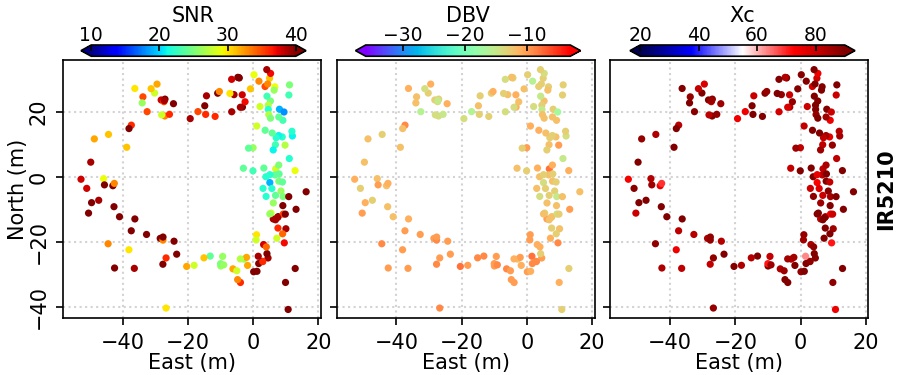 SNR DBV Xc
10 20 30 40 −30 −20 −10 20 40 60 80
20
0
−20
−40
North (m)
IR5210
−40 −20 0 20 −40 −20 0 20 −40 −20 0 20
East (m) East (m) East (m)